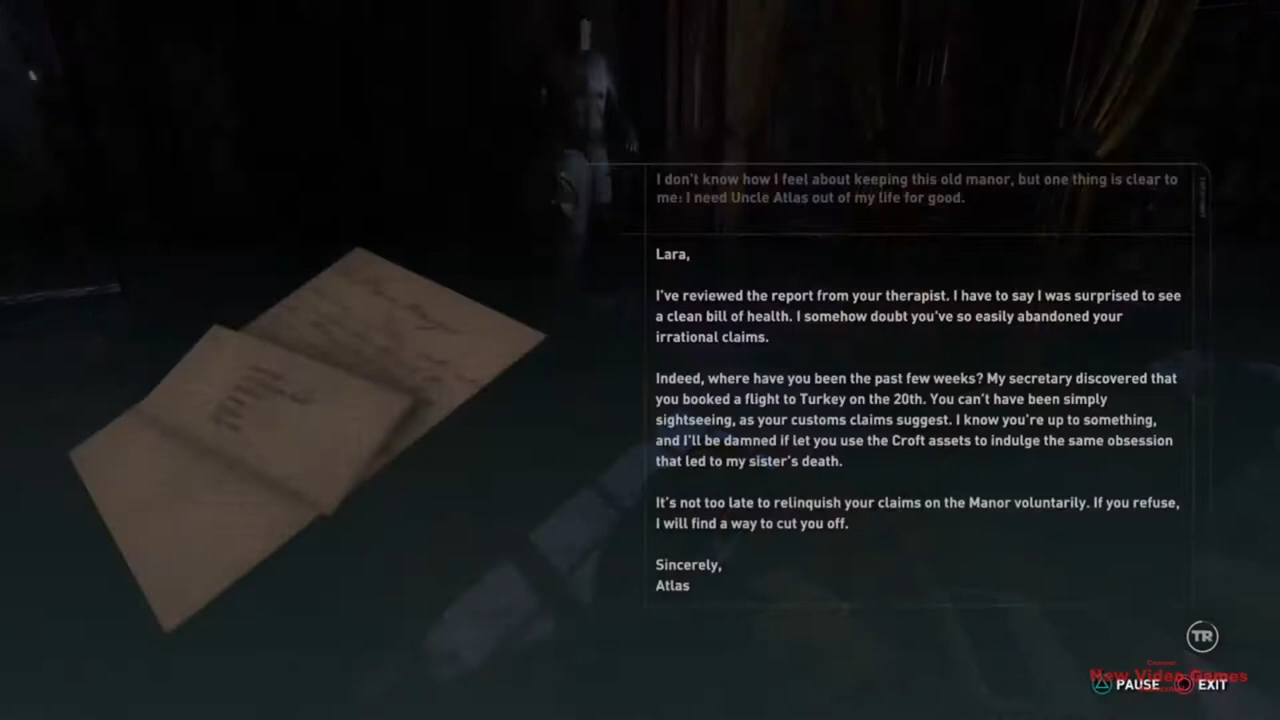 I don't know how I feel about keeping this old manor, but one thing is clear to
me: I need Uncle Atlas out of my life for good.
Lara,
I've reviewed the report from your therapist. I have to say I was surprised to see
a clean bill of health. I somehow doubt you've so easily abandoned your
irrational claims.
Indeed, where have you been the past few weeks? My secretary discovered that
you booked a flight to Turkey on the 20th. You can't have been simply
sightseeing, as your customs claims suggest. I know you're up to something,
and I'll be damned if let you use the Croft assets to indulge the same obsession
that led to my sister's death.
It's not too late to relinquish your claims on the Manor voluntarily. If you refuse,
I will find a way to cut you off.
Sincerely,
Atlas
TR
Channel
New Video Games
PAUSE EXIT